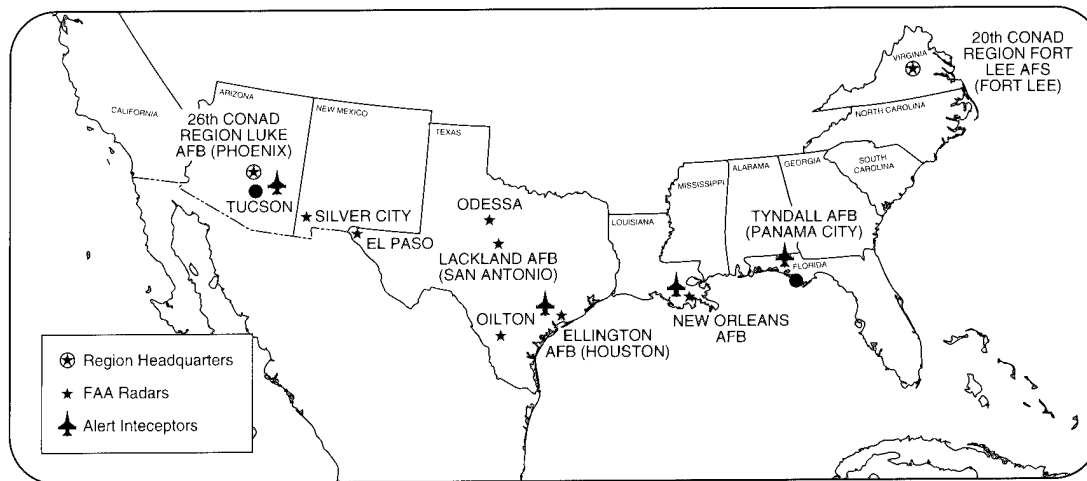 20th CONAD
REGION FORT
LEE AFS
(FORT LEE)
VIRGINIA
NORTH CAROLINA
SOUTH
CAROLINA
GEORGIA
ALABAMA
MISSISSIPPI
LOUISIANA
TEXAS
NEW MEXICO
ARIZONA
CALIFORNIA
26th CONAD
REGION LUKE
AFB (PHOENIX)
TUCSON
SILVER CITY
EL PASO
ODESSA
LACKLAND AFB
(SAN ANTONIO)
OILTON
ELLINGTON
AFB (HOUSTON)
NEW ORLEANS
AFB
TYNDALL AFB
(PANAMA CITY)
FLORIDA
Region Headquarters
FAA Radars
Alert Inteceptors